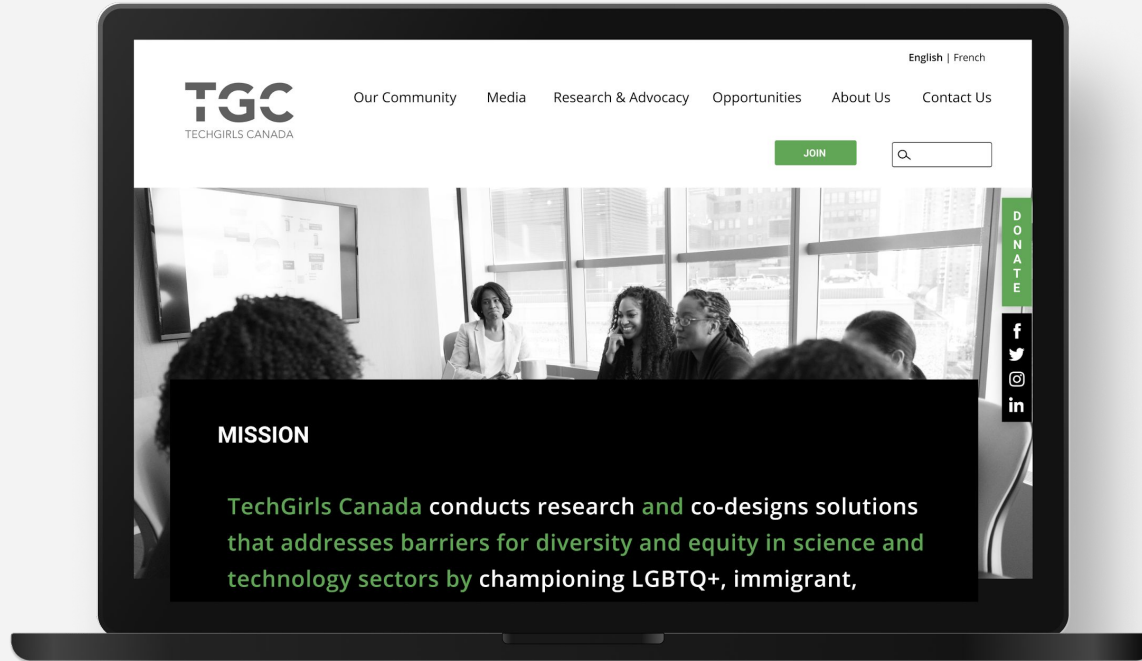 English | French
TGC
TECHGIRLS CANADA
Our Community Media Research & Advocacy Opportunities About Us Contact Us
JOIN
DONATE
f
in
MISSION
TechGirls Canada conducts research and co-designs solutions
that addresses barriers for diversity and equity in science and
technology sectors by championing LGBTQ+, immigrant,